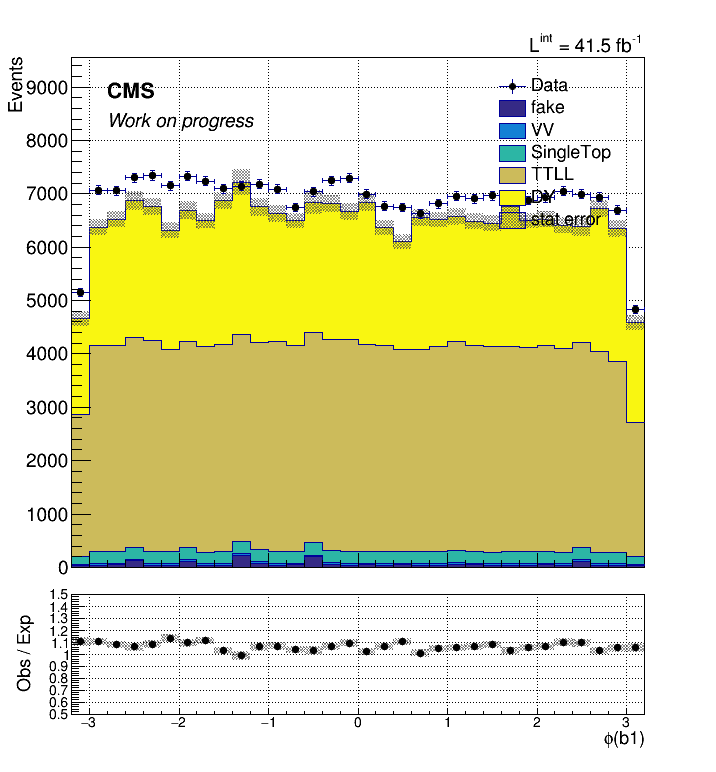 L^int = 41.5 fb^-1
Events
9000
8000
7000
6000
5000
4000
3000
2000
1000
0
CMS
Work on progress
Data
fake
VV
SingleTop
TTLL
DY
stat error
Obs / Exp
1.5
1.4
1.3
1.2
1.1
1
0.9
0.8
0.7
0.6
0.5
−3 −2 −1 0 1 2 3
ϕ(b1)